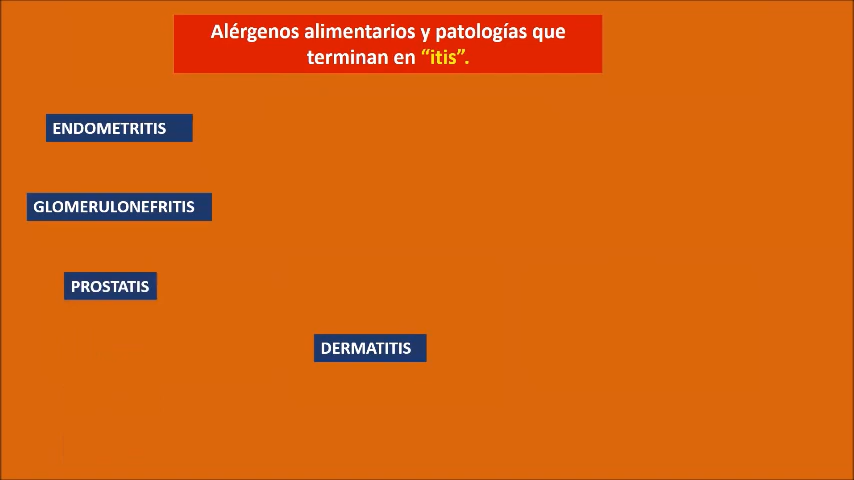 Alérgenos alimentarios y patologías que
terminan en “itis”.
ENDOMETRITIS
GLOMERULONEFRITIS
PROSTATIS
DERMATITIS